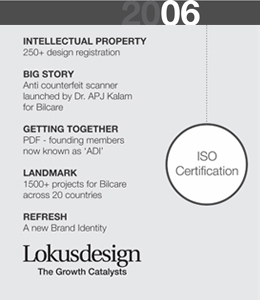 2006
INTELLECTUAL PROPERTY
250+ design registration
BIG STORY
Anti counterfeit scanner
launched by Dr. APJ Kalam
for Bilcare
GETTING TOGETHER
PDF - founding members
now known as 'ADI'
LANDMARK
1500+ projects for Bilcare
across 20 countries
REFRESH
A new Brand Identity
Lokusdesign
The Growth Catalysts
ISO
Certification